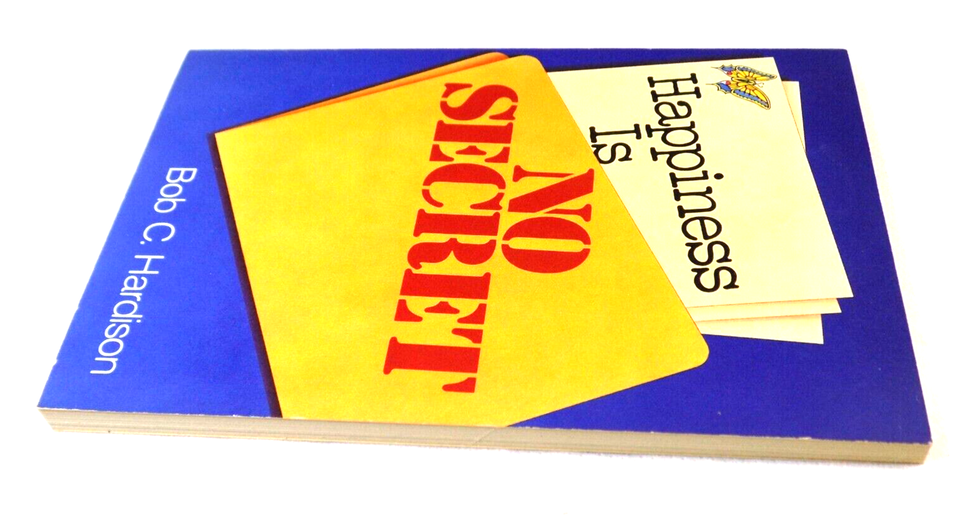 Happiness
Is
NO
SECRET
Bob C. Hardison